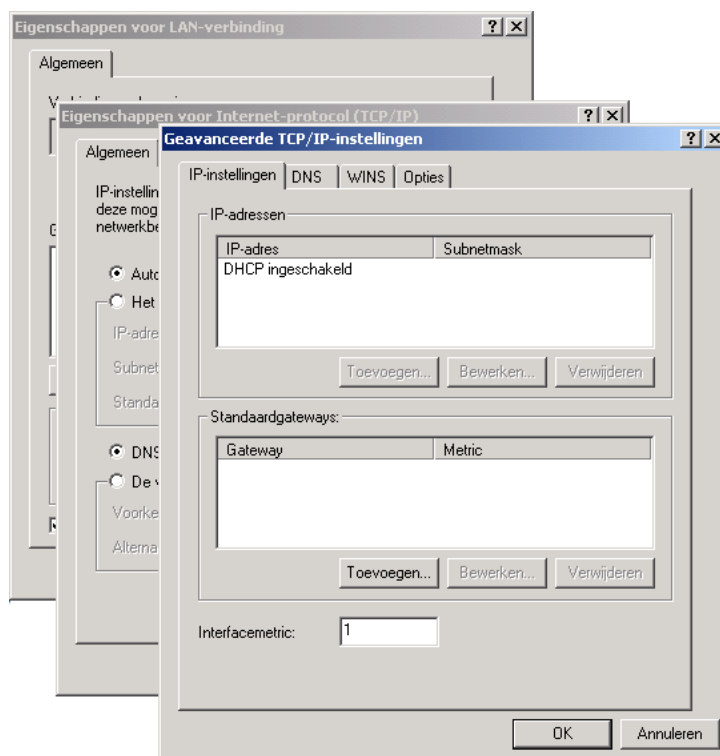 Eigenschappen voor LAN-verbinding
Algemeen
Eigenschappen voor Internet-protocol (TCP/IP)
Algemeen
IP-instellin
deze mog
netwerkbe
Auto
Het
IP-adre
Subnet
Standa
DNS
De v
Voorke
Alterna
Geavanceerde TCP/IP-instellingen
IP-instellingen DNS WINS Opties
IP-adressen
IP-adres Subnetmask
DHCP ingeschakeld
Toevoegen... Bewerken... Verwijderen
Standaardgateways:
Gateway Metric
Toevoegen... Bewerken... Verwijderen
Interfacemetric: 1
OK Annuleren